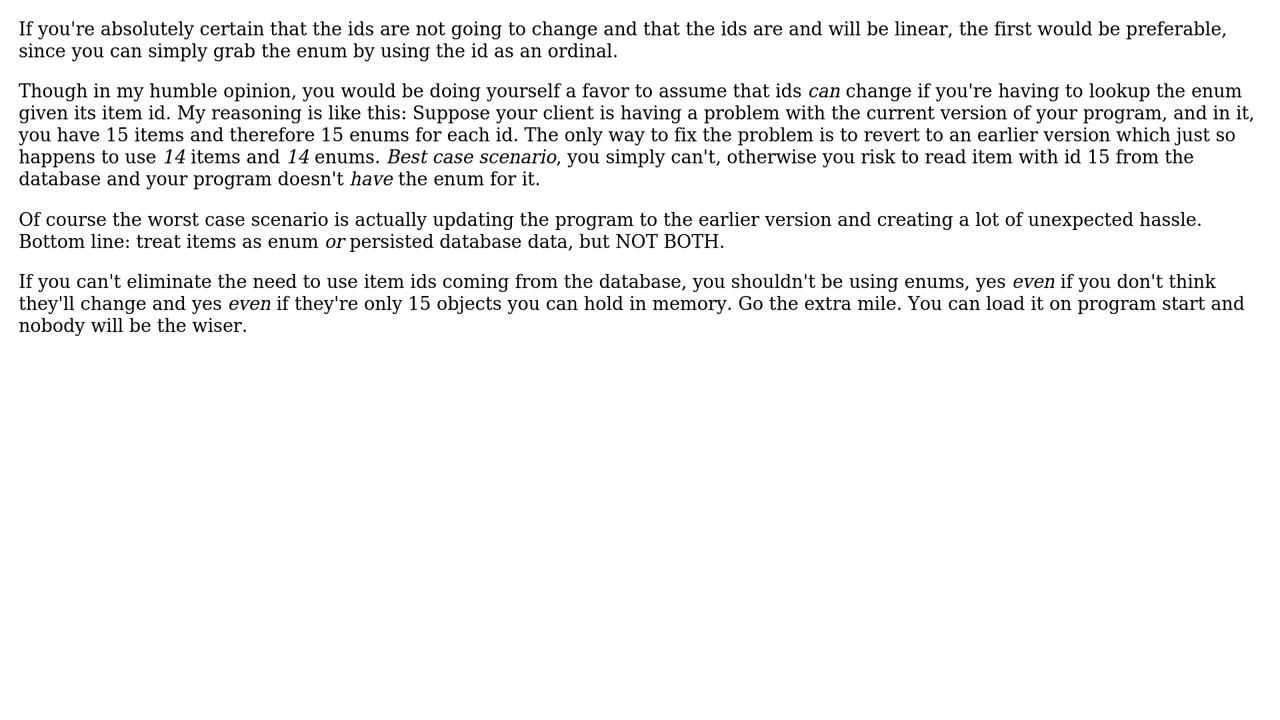 If you're absolutely certain that the ids are not going to change and that the ids are and will be linear, the first would be preferable,
since you can simply grab the enum by using the id as an ordinal.
Though in my humble opinion, you would be doing yourself a favor to assume that ids can change if you're having to lookup the enum
given its item id. My reasoning is like this: Suppose your client is having a problem with the current version of your program, and in it,
you have 15 items and therefore 15 enums for each id. The only way to fix the problem is to revert to an earlier version which just so
happens to use 14 items and 14 enums. Best case scenario, you simply can't, otherwise you risk to read item with id 15 from the
database and your program doesn't have the enum for it.
Of course the worst case scenario is actually updating the program to the earlier version and creating a lot of unexpected hassle.
Bottom line: treat items as enum or persisted database data, but NOT BOTH.
If you can't eliminate the need to use item ids coming from the database, you shouldn't be using enums, yes even if you don't think
they'll change and yes even if they're only 15 objects you can hold in memory. Go the extra mile. You can load it on program start and
nobody will be the wiser.